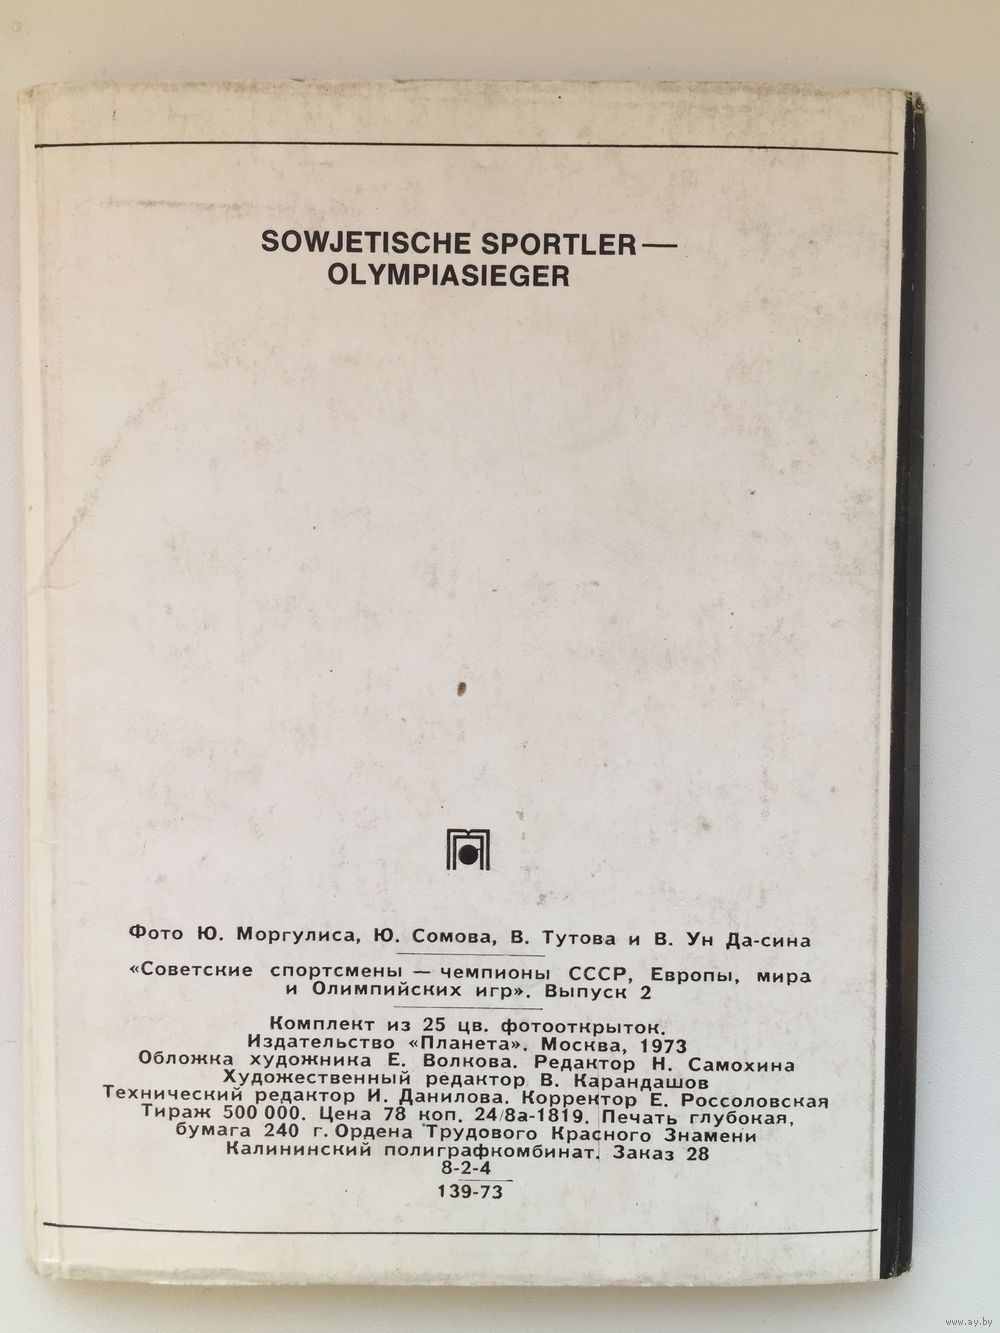 SOWJETISCHE SPORTLER —
OLYMPIASIEGER
Фото Ю. Моргулиса, Ю. Сомова, В. Тутова и В. Ун Да-сина
«Советские спортсмены — чемпионы СССР, Европы, мира
и Олимпийских игр». Выпуск 2
Комплект из 25 цв. фотооткрыток.
Издательство «Планета». Москва, 1973
Обложка художника Е. Волкова. Редактор Н. Самохина
Художественный редактор В. Карандашов
Технический редактор И. Данилова. Корректор Е. Россоловская
Тираж 500 000. Цена 78 коп. 24/8а-1819. Печать глубокая,
бумага 240 г. Ордена Трудового Красного Знамени
Калининский полиграфкомбинат. Заказ 28
8-2-4
139-73
www.ay.by